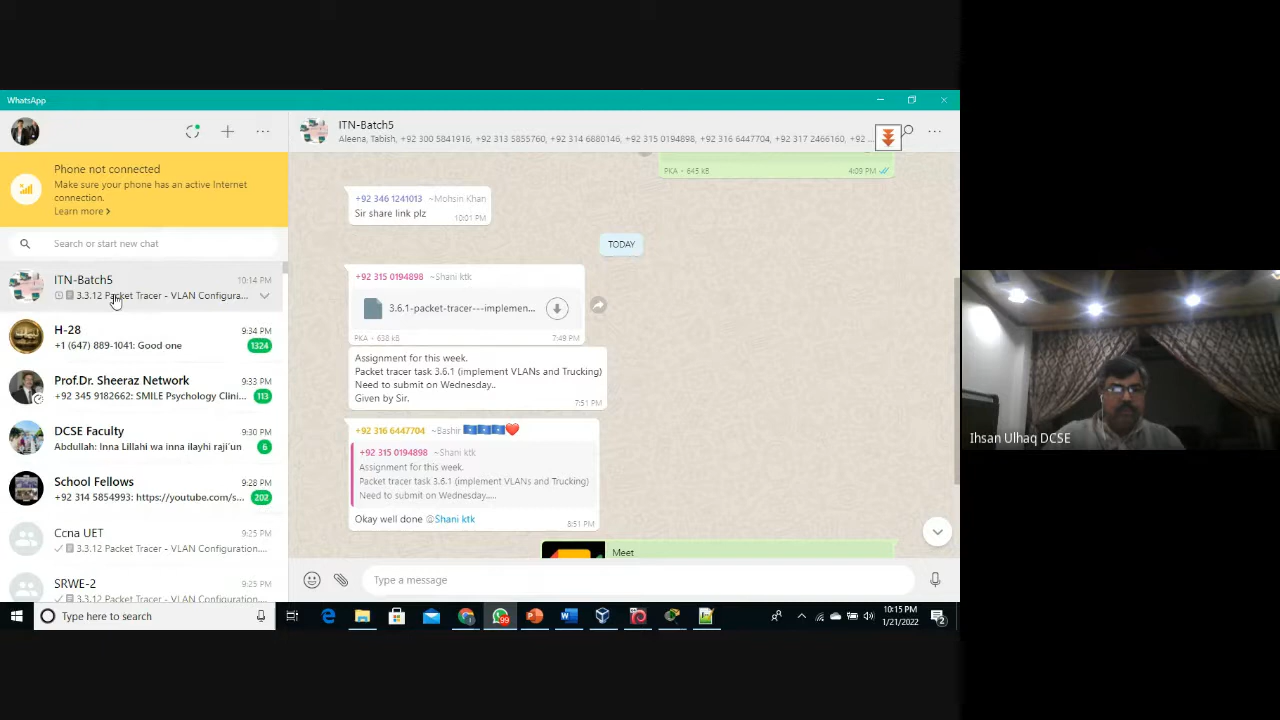 WhatsApp
Phone not connected
Make sure your phone has an active Internet
connection.
Learn more
Search or start new chat
ITN-Batch5
10:14 PM
3.3.12 Packet Tracer - VLAN Configura...
H-28
9:34 PM
+1 (647) 889-1041: Good one
1324
Prof.Dr. Sheeraz Network
9:33 PM
+92 345 9182662: SMILE Psychology Clini...
113
DCSE Faculty
9:30 PM
Abdullah: Inna Lillahi wa inna ilayhi raji'un
6
School Fellows
9:28 PM
+92 314 5854993: https://youtube.com/s...
202
Ccna UET
9:25 PM
3.3.12 Packet Tracer - VLAN Configuration....
SRWE-2
9:25 PM
3.3.12 Packet Tracer - VLAN Configuration....
ITN-Batch5
Aleena, Tabish, +92 300 5841916, +92 313 5855760, +92 314 6880146, +92 315 0194898, +92 316 6447704, +92 317 2466160, +92 ...
PKA • 645 kB
4:09 PM
+92 346 1241013 ~Mohsin Khan
Sir share link plz
10:01 PM
TODAY
+92 315 0194898 ~Shani ktk
3.6.1-packet-tracer---implemen...
PKA • 638 kB
7:49 PM
Assignment for this week.
Packet tracer task 3.6.1 (implement VLANs and Trucking)
Need to submit on Wednesday..
Given by Sir.
7:51 PM
+92 316 6447704 ~Bashir
+92 315 0194898 ~Shani ktk
Assignment for this week.
Packet tracer task 3.6.1 (implement VLANs and Trucking)
Need to submit on Wednesday.....
Okay well done @Shani ktk
8:51 PM
Meet
Type a message
Type here to search
99
10:15 PM
1/21/2022
2
Ihsan Ulhaq DCSE